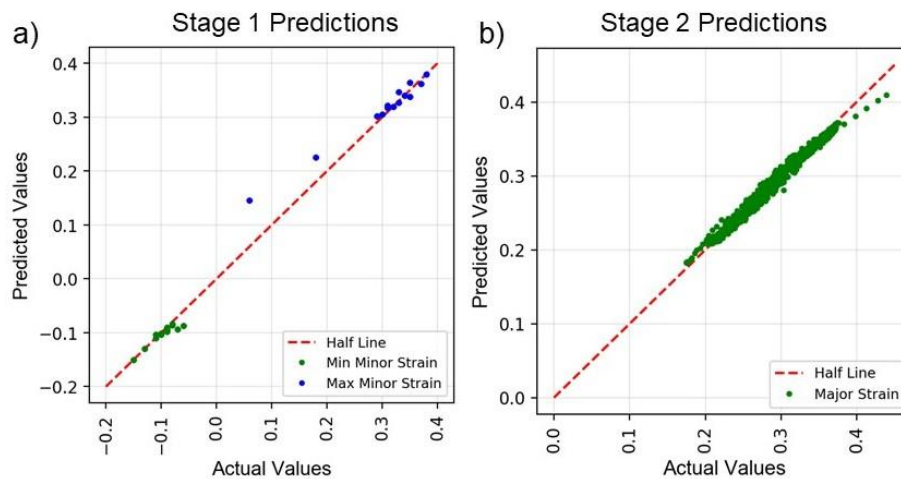 a)
Stage 1 Predictions
0.4
0.3
0.2
0.1
0.0
−0.1
−0.2
Predicted Values
−0.2
−0.1
0.0
0.1
0.2
0.3
0.4
Actual Values
Half Line
Min Minor Strain
Max Minor Strain
b)
Stage 2 Predictions
0.4
0.3
0.2
0.1
0.0
Predicted Values
0.0
0.1
0.2
0.3
0.4
Actual Values
Half Line
Major Strain